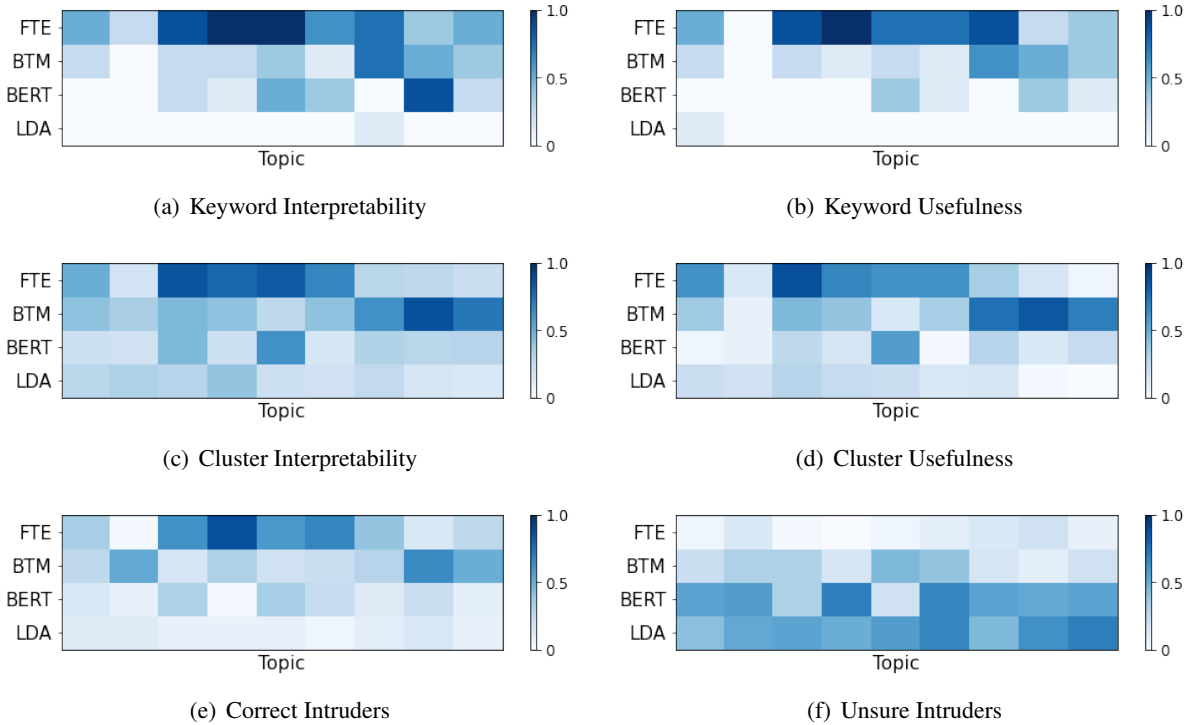 FTE
BTM
BERT
LDA
Topic
1.0
0.5
0
(a) Keyword Interpretability
FTE
BTM
BERT
LDA
Topic
1.0
0.5
0
(b) Keyword Usefulness
FTE
BTM
BERT
LDA
Topic
1.0
0.5
0
(c) Cluster Interpretability
FTE
BTM
BERT
LDA
Topic
1.0
0.5
0
(d) Cluster Usefulness
FTE
BTM
BERT
LDA
Topic
1.0
0.5
0
(e) Correct Intruders
FTE
BTM
BERT
LDA
Topic
1.0
0.5
0
(f) Unsure Intruders